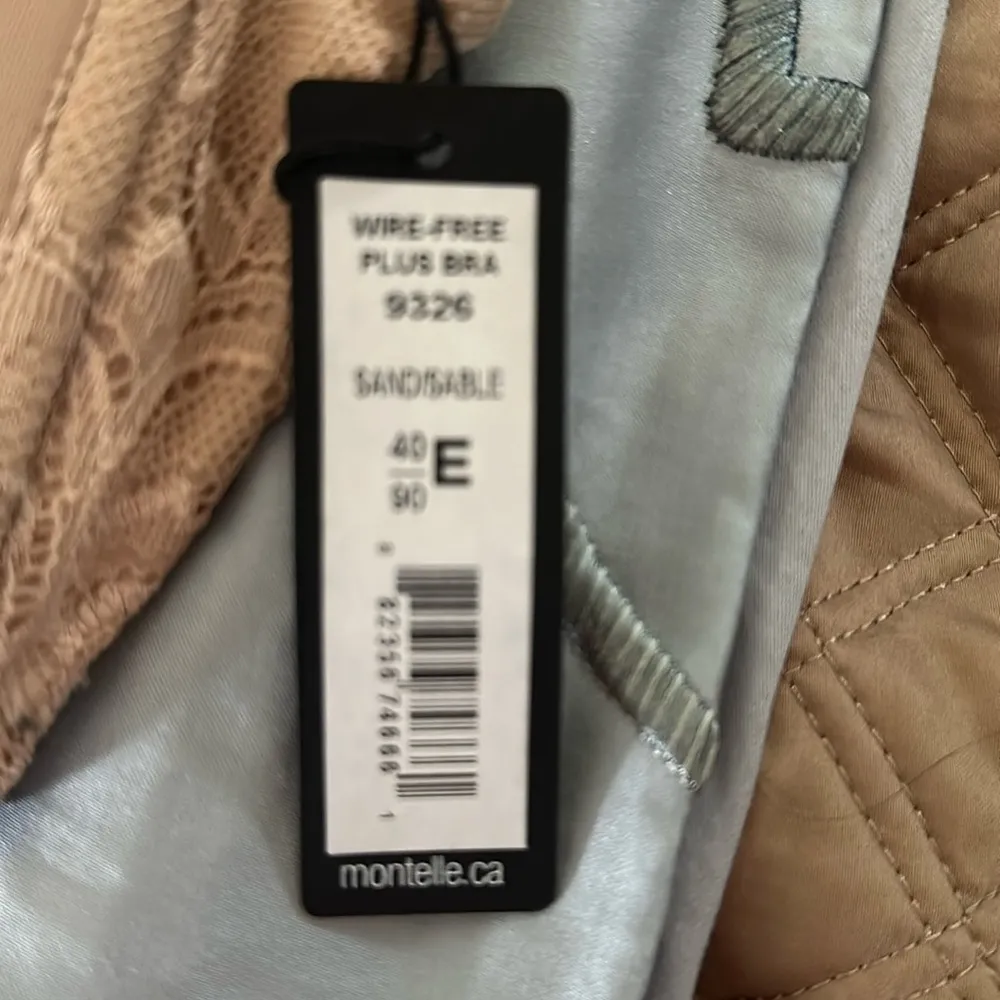 WIRE-FREE
PLUS BRA
9326
SAND/SABLE
40 E
90
montelle.ca